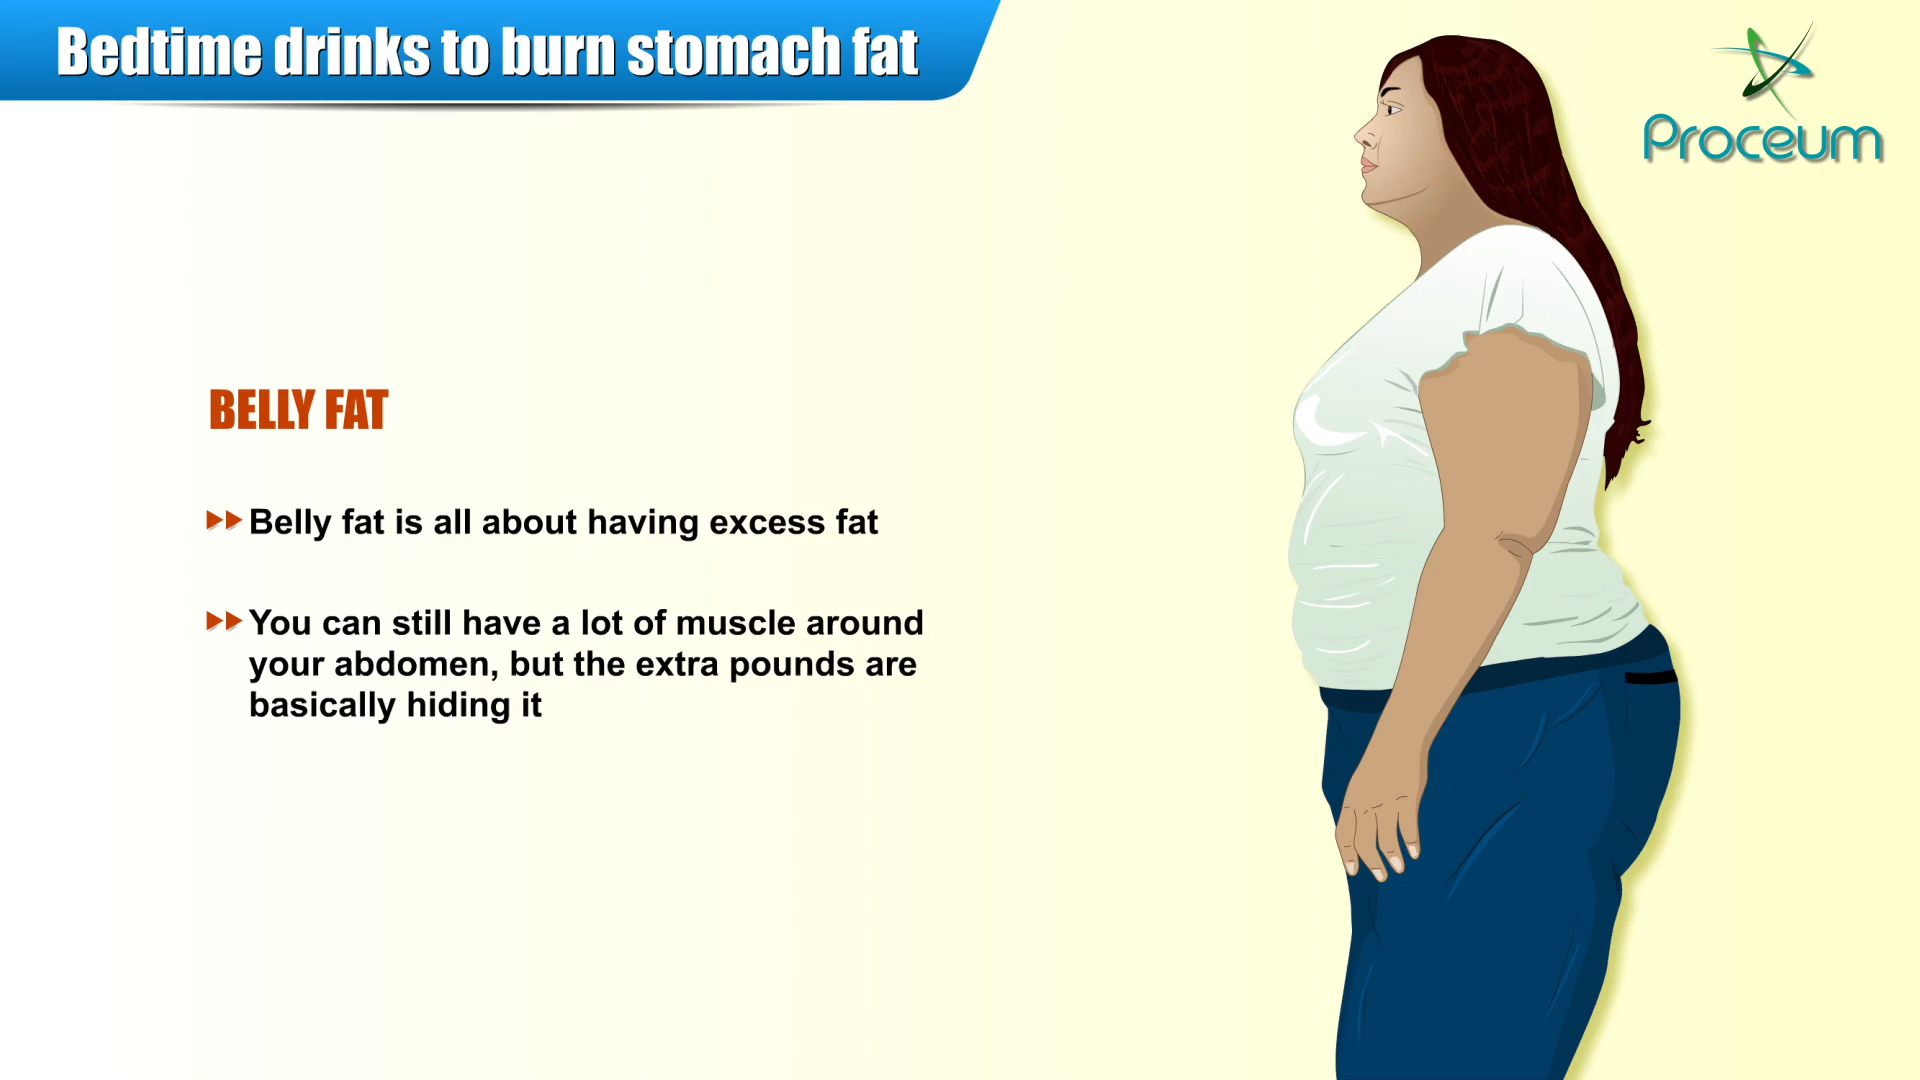 Bedtime drinks to burn stomach fat
Proceum
BELLY FAT
Belly fat is all about having excess fat
You can still have a lot of muscle around
your abdomen, but the extra pounds are
basically hiding it